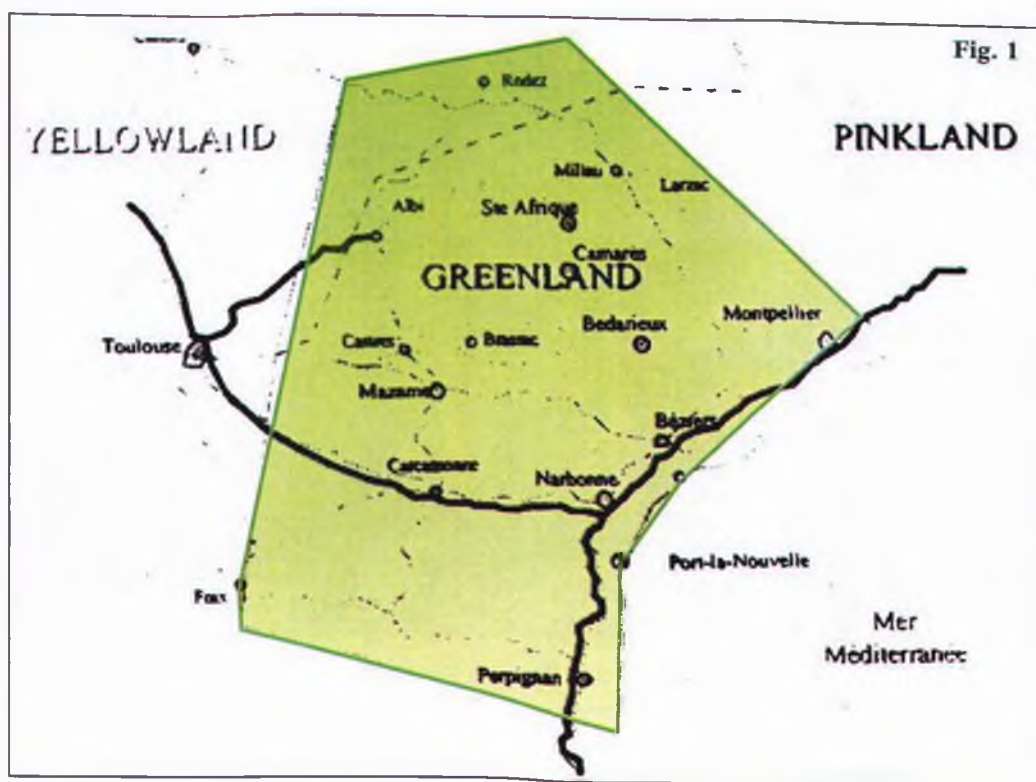 Fig. 1
Rodez
YELLOWLAND
PINKLAND
Millau
Larzac
Albi
Ste Afrique
Camarès
GREENLAND
Montpellier
Bedarieux
Toulouse
Castres
Brassac
Mazamet
Béziers
Carcassonne
Narbonne
Port-la-Nouvelle
Foix
Mer
Méditerranée
Perpignan